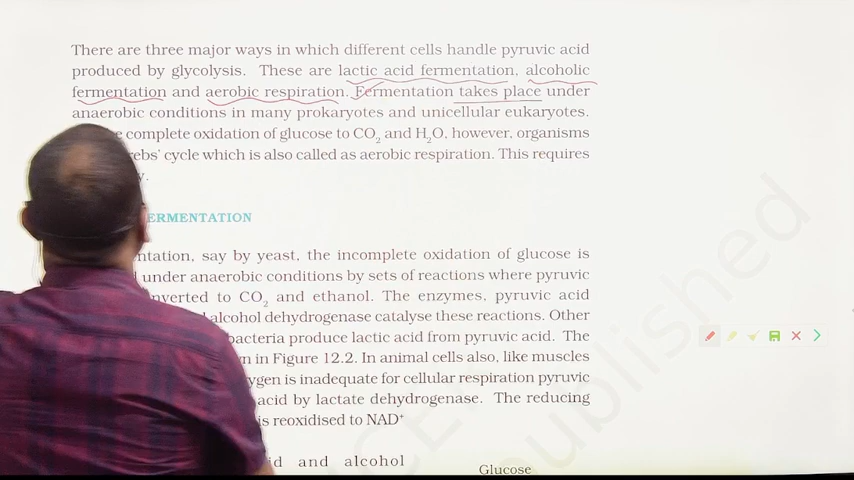 There are three major ways in which different cells handle pyruvic acid
produced by glycolysis. These are lactic acid fermentation, alcoholic
fermentation and aerobic respiration. Fermentation takes place under
anaerobic conditions in many prokaryotes and unicellular eukaryotes.
complete oxidation of glucose to CO₂ and H₂O, however, organisms
cycle which is also called as aerobic respiration. This requires
ERMENTATION
say by yeast, the incomplete oxidation of glucose is
under anaerobic conditions by sets of reactions where pyruvic
to CO₂ and ethanol. The enzymes, pyruvic acid
alcohol dehydrogenase catalyse these reactions. Other
bacteria produce lactic acid from pyruvic acid. The
in Figure 12.2. In animal cells also, like muscles
is inadequate for cellular respiration pyruvic
acid by lactate dehydrogenase. The reducing
is reoxidised to NAD⁺
and alcohol
Glucose
published